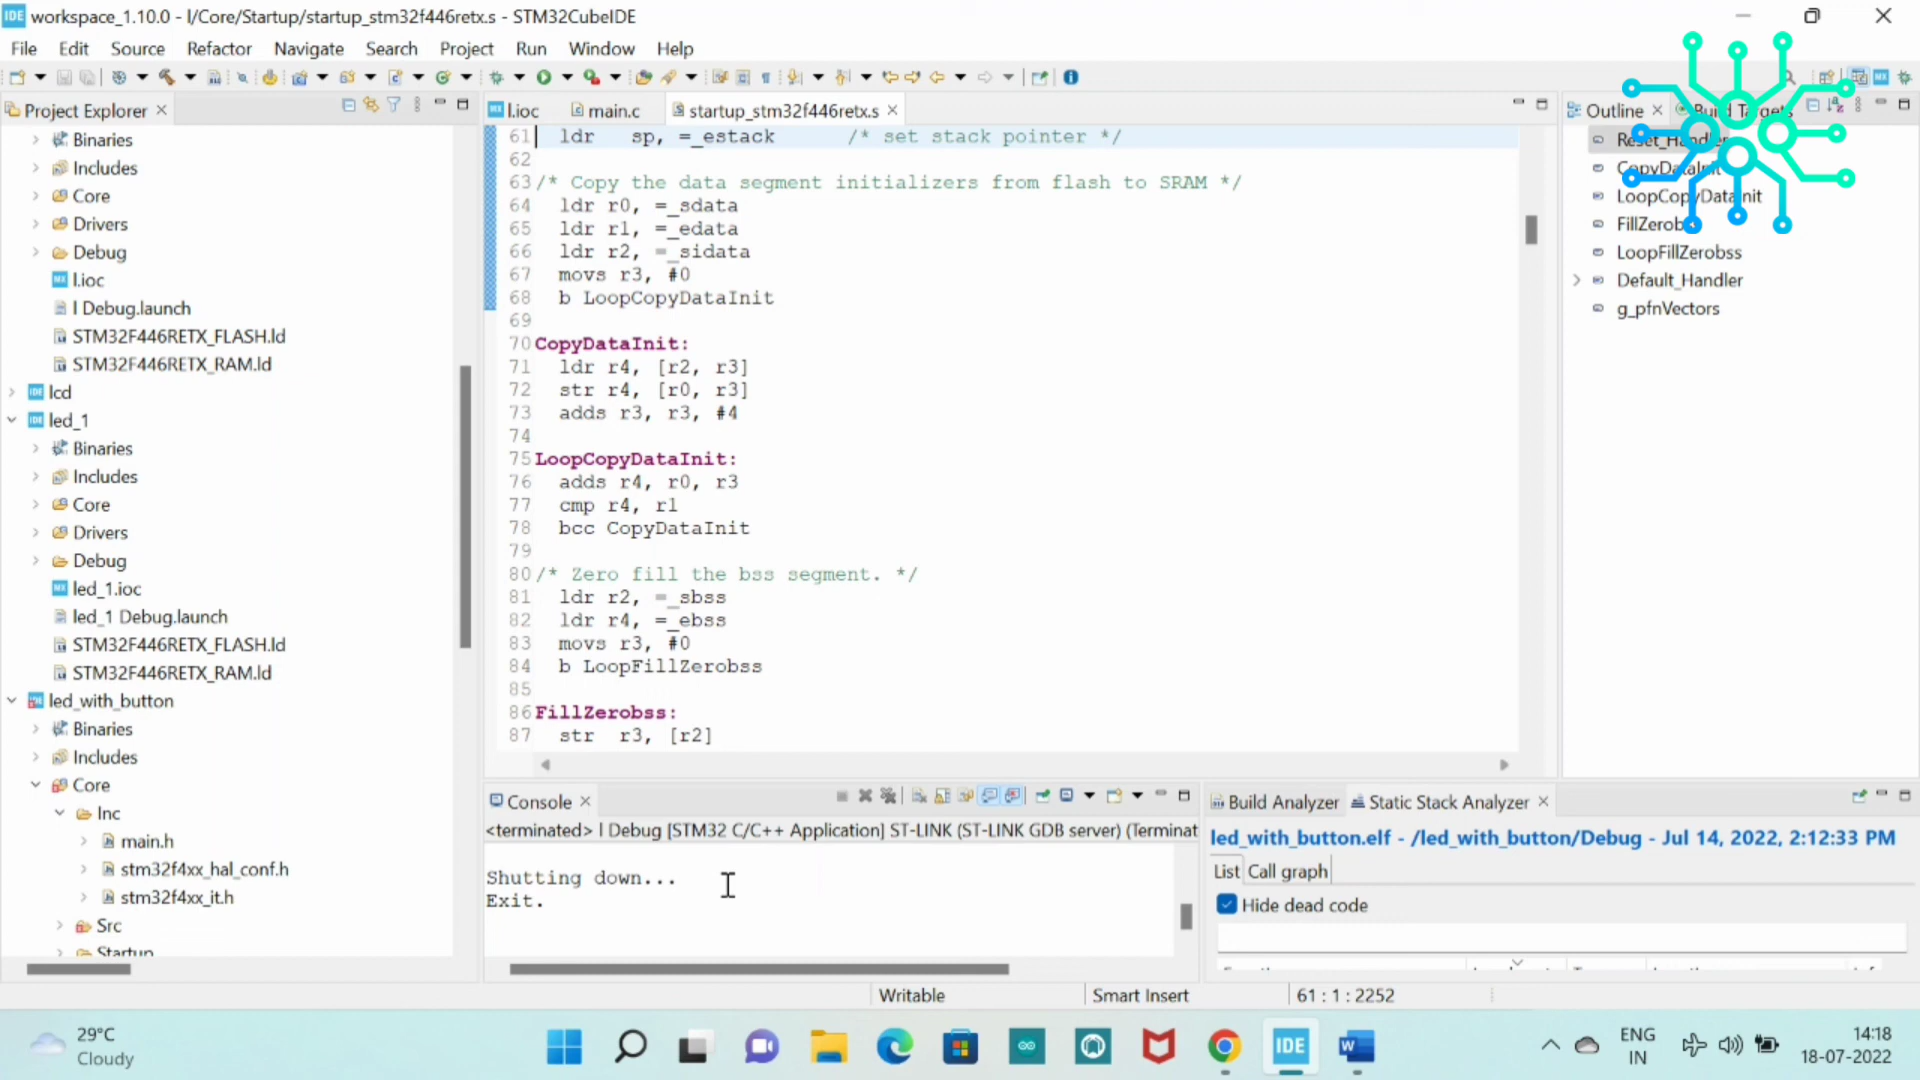 IDE workspace_1.10.0 - l/Core/Startup/startup_stm32f446retx.s - STM32CubeIDE
File Edit Source Refactor Navigate Search Project Run Window Help
Project Explorer
Binaries
Includes
Core
Drivers
Debug
MX l.ioc
l Debug.launch
STM32F446RETX_FLASH.ld
STM32F446RETX_RAM.ld
IDE lcd
IDE led_1
Binaries
Includes
Core
Drivers
Debug
MX led_1.ioc
led_1 Debug.launch
STM32F446RETX_FLASH.ld
STM32F446RETX_RAM.ld
led_with_button
Binaries
Includes
Core
Inc
main.h
stm32f4xx_hal_conf.h
stm32f4xx_it.h
Src
Startup
MX l.ioc main.c startup_stm32f446retx.s
61 ldr sp, =_estack /* set stack pointer */
62
63 /* Copy the data segment initializers from flash to SRAM */
64 ldr r0, =_sdata
65 ldr r1, =_edata
66 ldr r2, =_sidata
67 movs r3, #0
68 b LoopCopyDataInit
69
70 CopyDataInit:
71 ldr r4, [r2, r3]
72 str r4, [r0, r3]
73 adds r3, r3, #4
74
75 LoopCopyDataInit:
76 adds r4, r0, r3
77 cmp r4, r1
78 bcc CopyDataInit
79
80 /* Zero fill the bss segment. */
81 ldr r2, =_sbss
82 ldr r4, =_ebss
83 movs r3, #0
84 b LoopFillZerobss
85
86 FillZerobss:
87 str r3, [r2]
Outline Build Targets
Reset_Handler
CopyDataInit
LoopCopyDataInit
FillZerobss
LoopFillZerobss
Default_Handler
g_pfnVectors
Console
<terminated> l Debug [STM32 C/C++ Application] ST-LINK (ST-LINK GDB server) (Terminat
Shutting down...
Exit.
Build Analyzer Static Stack Analyzer
led_with_button.elf - /led_with_button/Debug - Jul 14, 2022, 2:12:33 PM
List Call graph
Hide dead code
Writable Smart Insert 61 : 1 : 2252
29°C
Cloudy
IDE
W
ENG
IN
14:18
18-07-2022